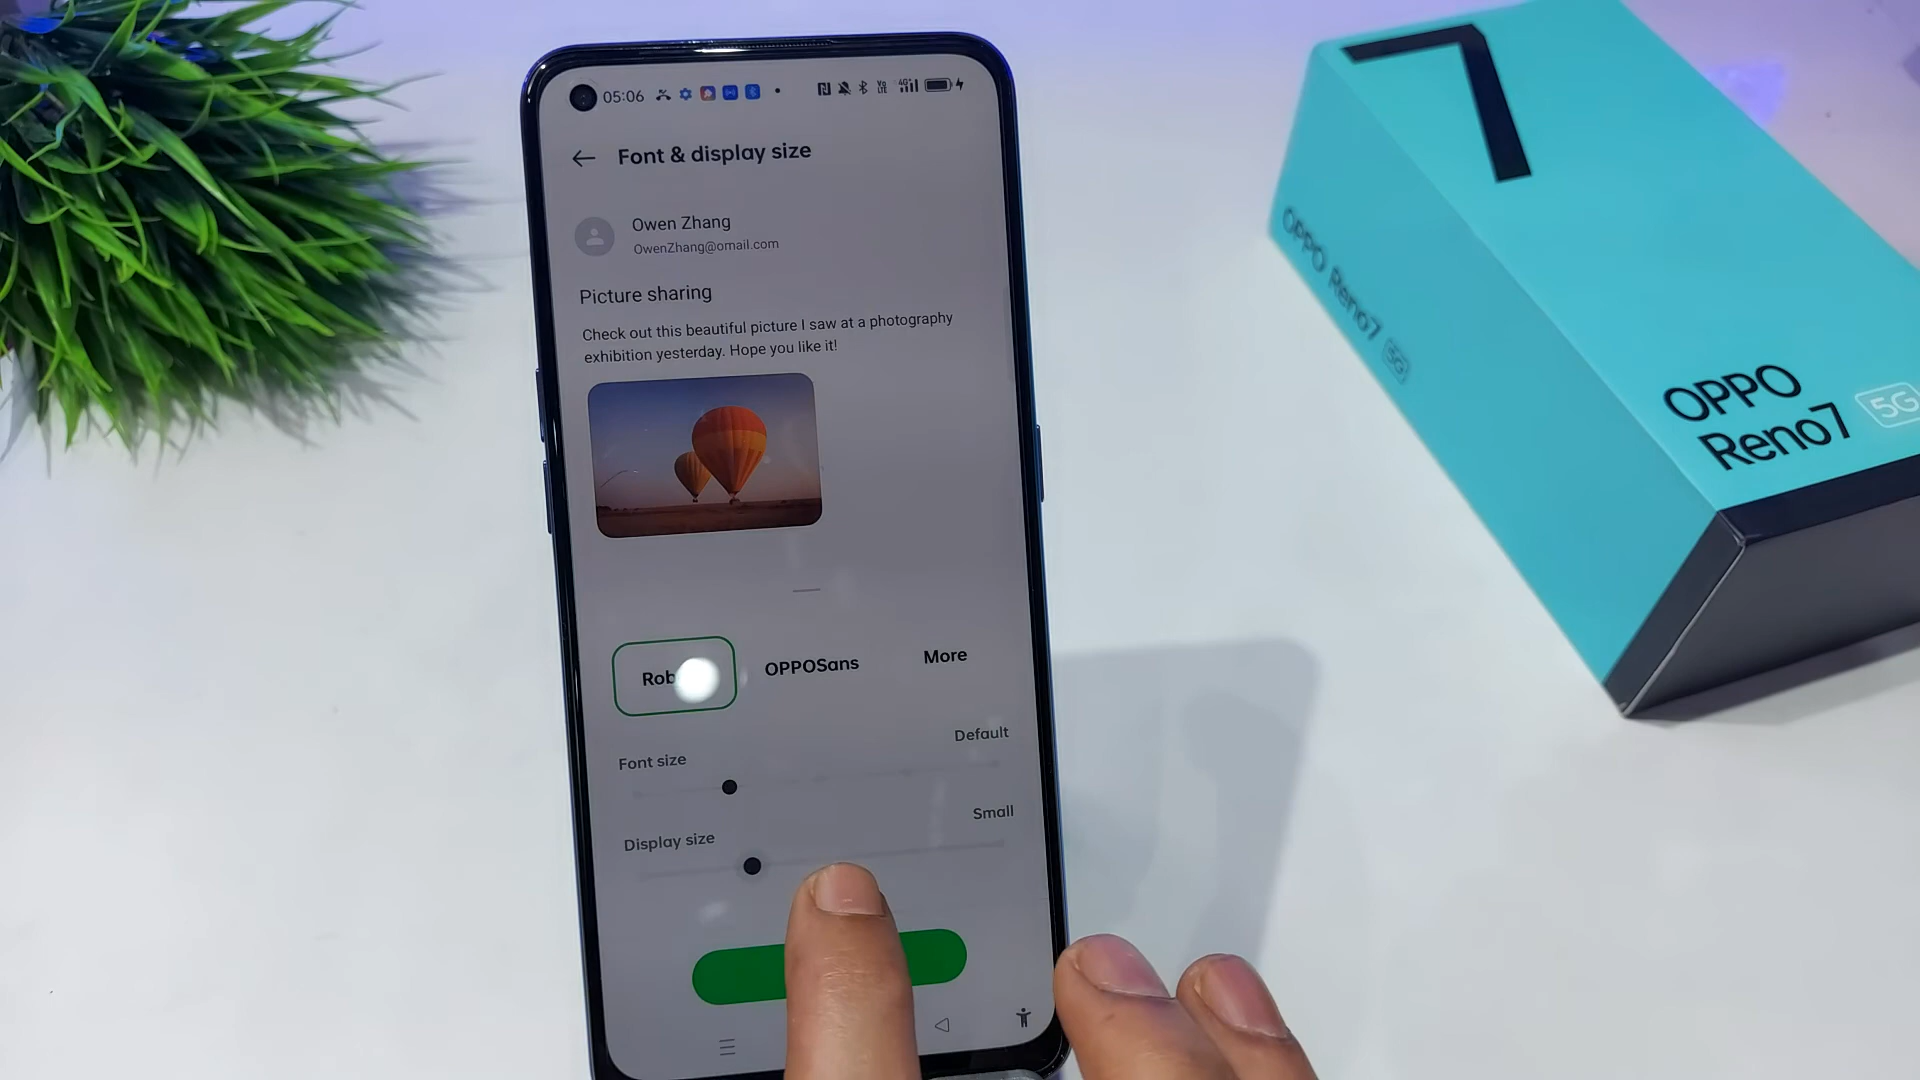 05:06
Font & display size
Owen Zhang
OwenZhang@omail.com
Picture sharing
Check out this beautiful picture I saw at a photography
exhibition yesterday. Hope you like it!
OPPOSans
More
Font size
Default
Display size
Small
7
OPPO Reno7 5G
OPPO
Reno7 5G